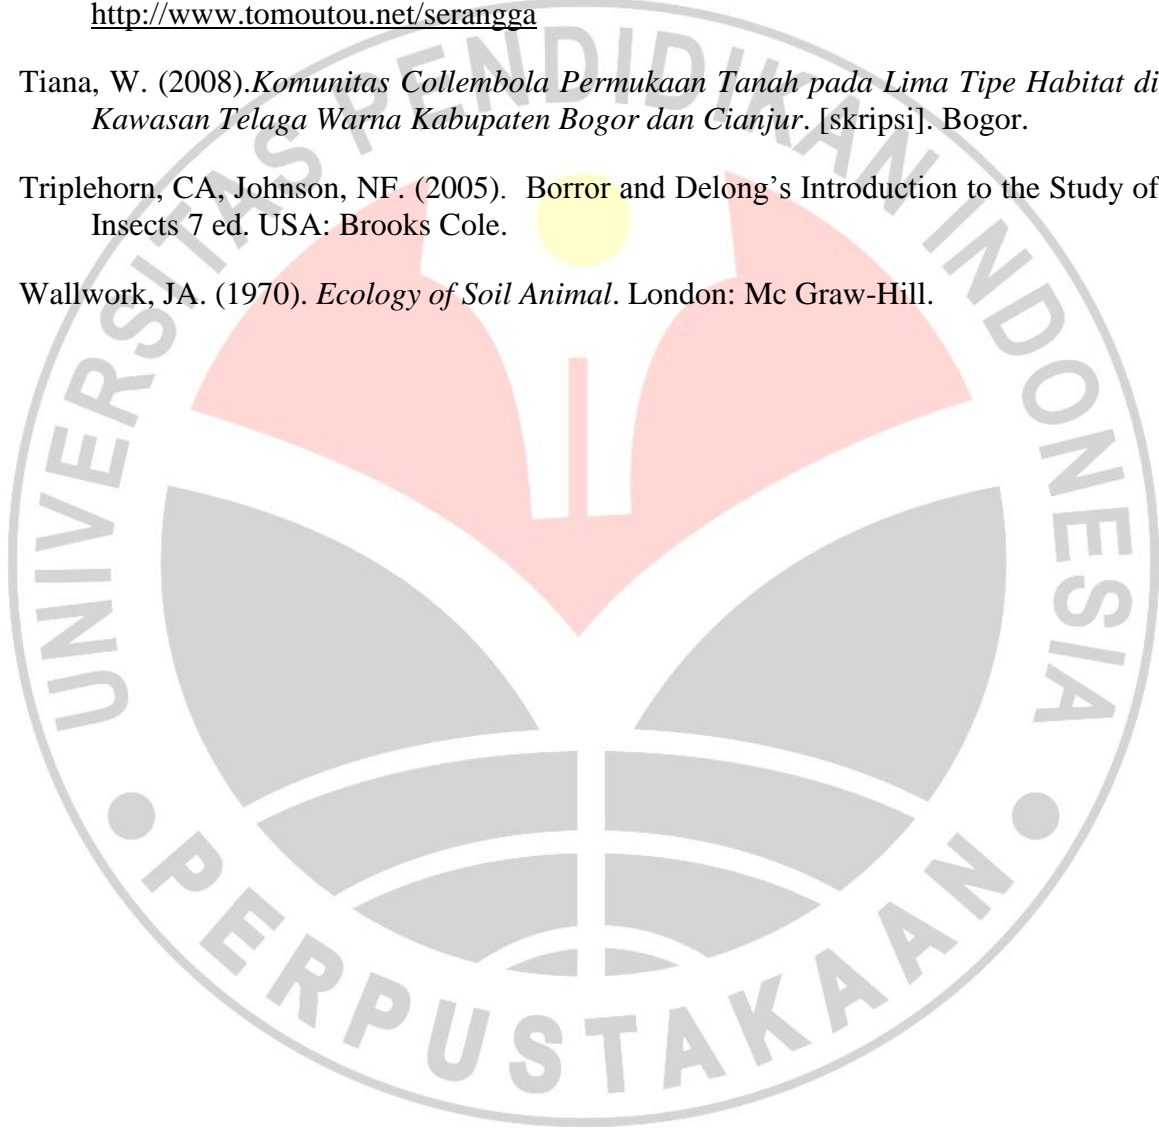 http://www.tomoutou.net/serangga
Tiana, W. (2008).Komunitas Collembola Permukaan Tanah pada Lima Tipe Habitat di
Kawasan Telaga Warna Kabupaten Bogor dan Cianjur. [skripsi]. Bogor.
Triplehorn, CA, Johnson, NF. (2005). Borror and Delong’s Introduction to the Study of
Insects 7 ed. USA: Brooks Cole.
Wallwork, JA. (1970). Ecology of Soil Animal. London: Mc Graw-Hill.
UNIVERSITAS PENDIDIKAN INDONESIA
PERPUSTAKAAN